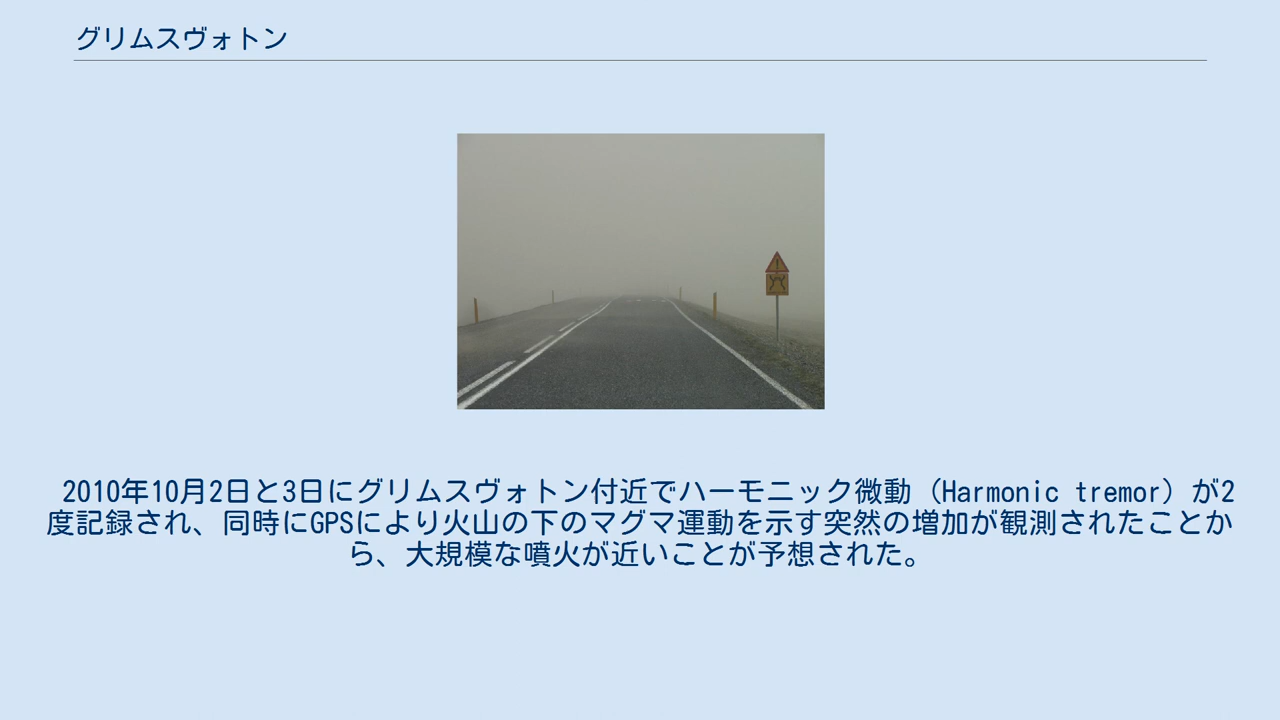 グリムスヴォトン
2010年10月2日と3日にグリムスヴォトン付近でハーモニック微動（Harmonic tremor）が2
度記録され、同時にGPSにより火山の下のマグマ運動を示す突然の増加が観測されたことか
ら、大規模な噴火が近いことが予想された。